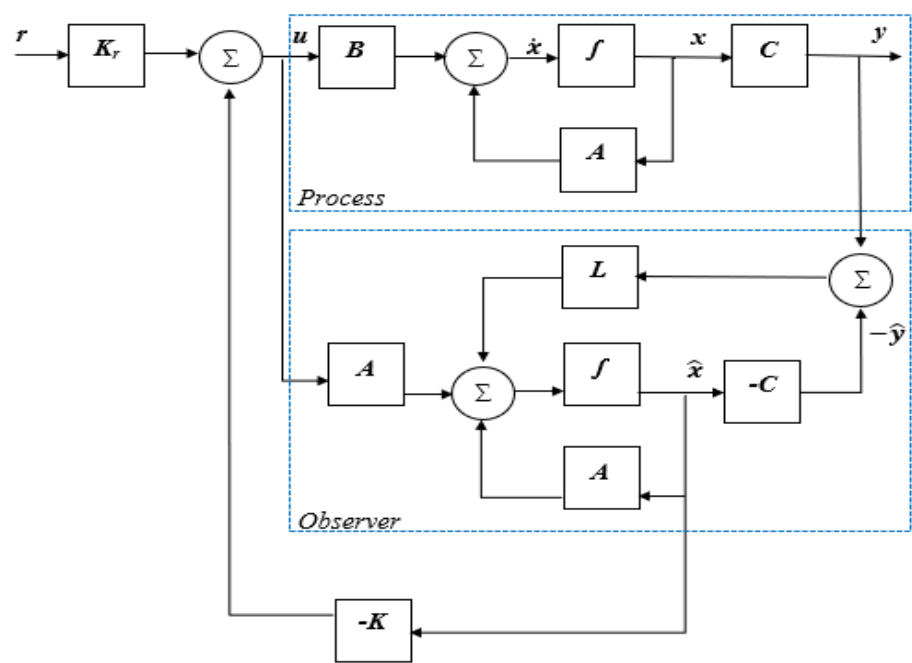 r
K_r
Σ
u
B
Σ
ẋ
∫
x
C
y
A
Process
L
Σ
−ŷ
A
Σ
∫
x̂
-C
A
Observer
-K